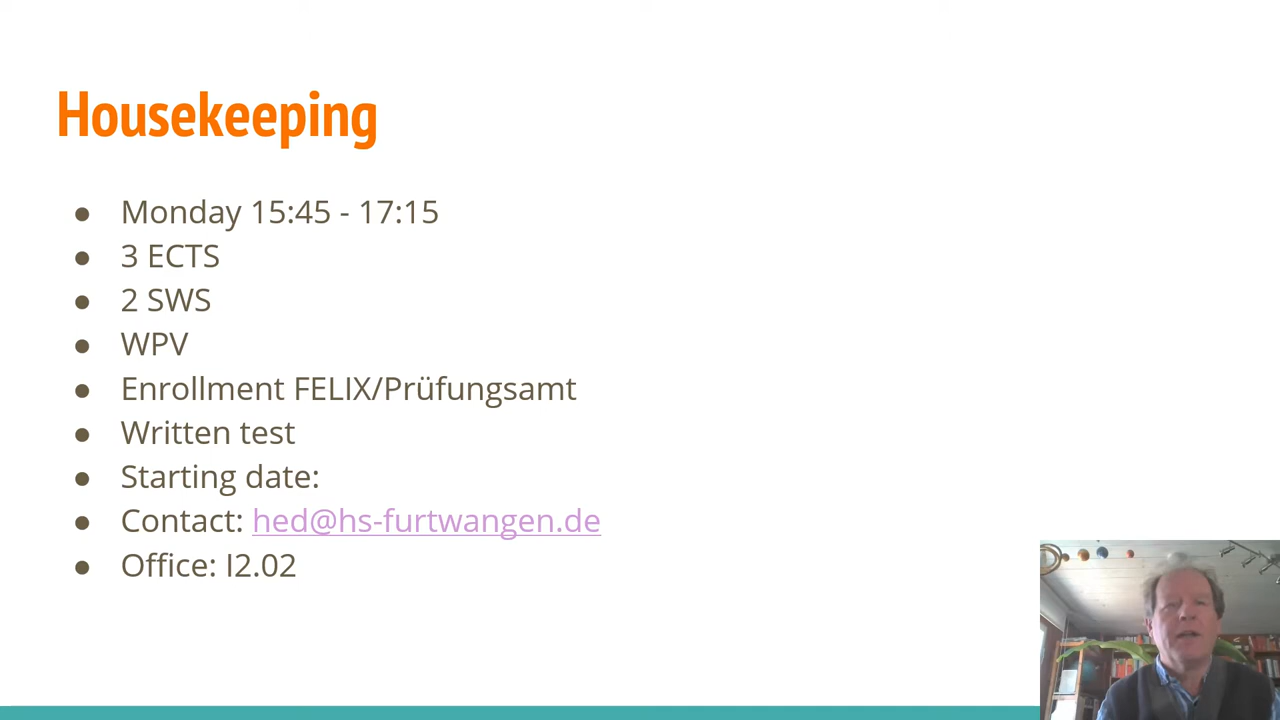 Housekeeping
● Monday 15:45 - 17:15
● 3 ECTS
● 2 SWS
● WPV
● Enrollment FELIX/Prüfungsamt
● Written test
● Starting date:
● Contact: hed@hs-furtwangen.de
● Office: I2.02